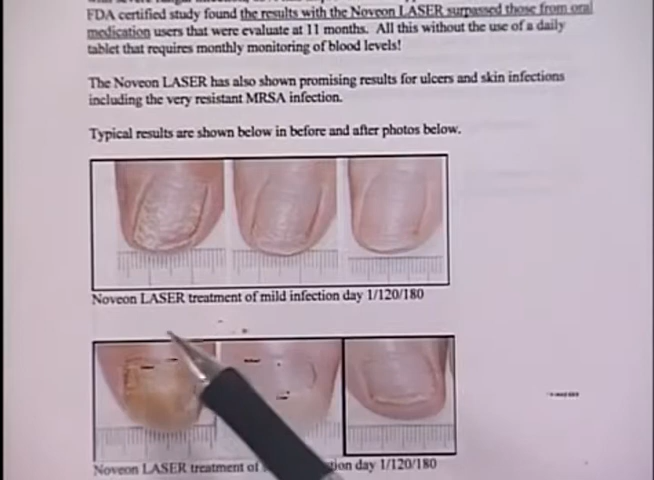 FDA certified study found the results with the Noveon LASER surpassed those from oral
medication users that were evaluate at 11 months. All this without the use of a daily
tablet that requires monthly monitoring of blood levels!
The Noveon LASER has also shown promising results for ulcers and skin infections
including the very resistant MRSA infection.
Typical results are shown below in before and after photos below.
Noveon LASER treatment of mild infection day 1/120/180
Noveon LASER treatment of day 1/120/180